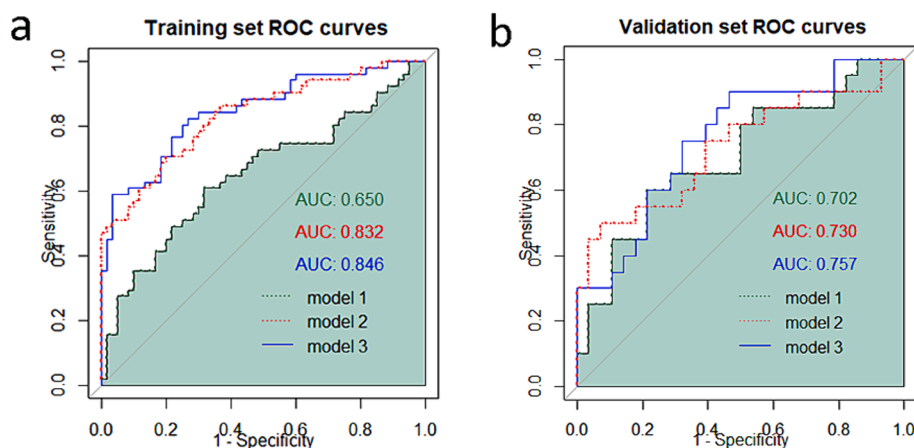 a
Training set ROC curves
Sensitivity
0.0 0.2 0.4 0.6 0.8 1.0
AUC: 0.650
AUC: 0.832
AUC: 0.846
model 1
model 2
model 3
0.0 0.2 0.4 0.6 0.8 1.0
1 - Specificity
b
Validation set ROC curves
Sensitivity
0.0 0.2 0.4 0.6 0.8 1.0
AUC: 0.702
AUC: 0.730
AUC: 0.757
model 1
model 2
model 3
0.0 0.2 0.4 0.6 0.8 1.0
1 - Specificity